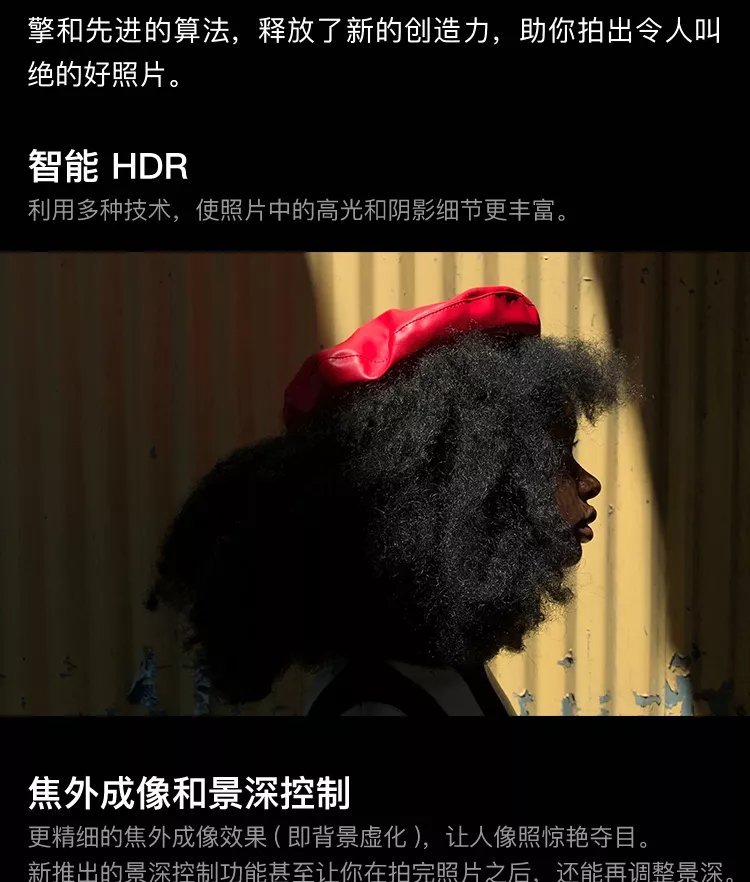 擎和先进的算法，释放了新的创造力，助你拍出令人叫
绝的好照片。
智能 HDR
利用多种技术，使照片中的高光和阴影细节更丰富。
焦外成像和景深控制
更精细的焦外成像效果 ( 即背景虚化 )，让人像照惊艳夺目。
新推出的景深控制功能甚至让你在拍完照片之后，还能再调整景深。